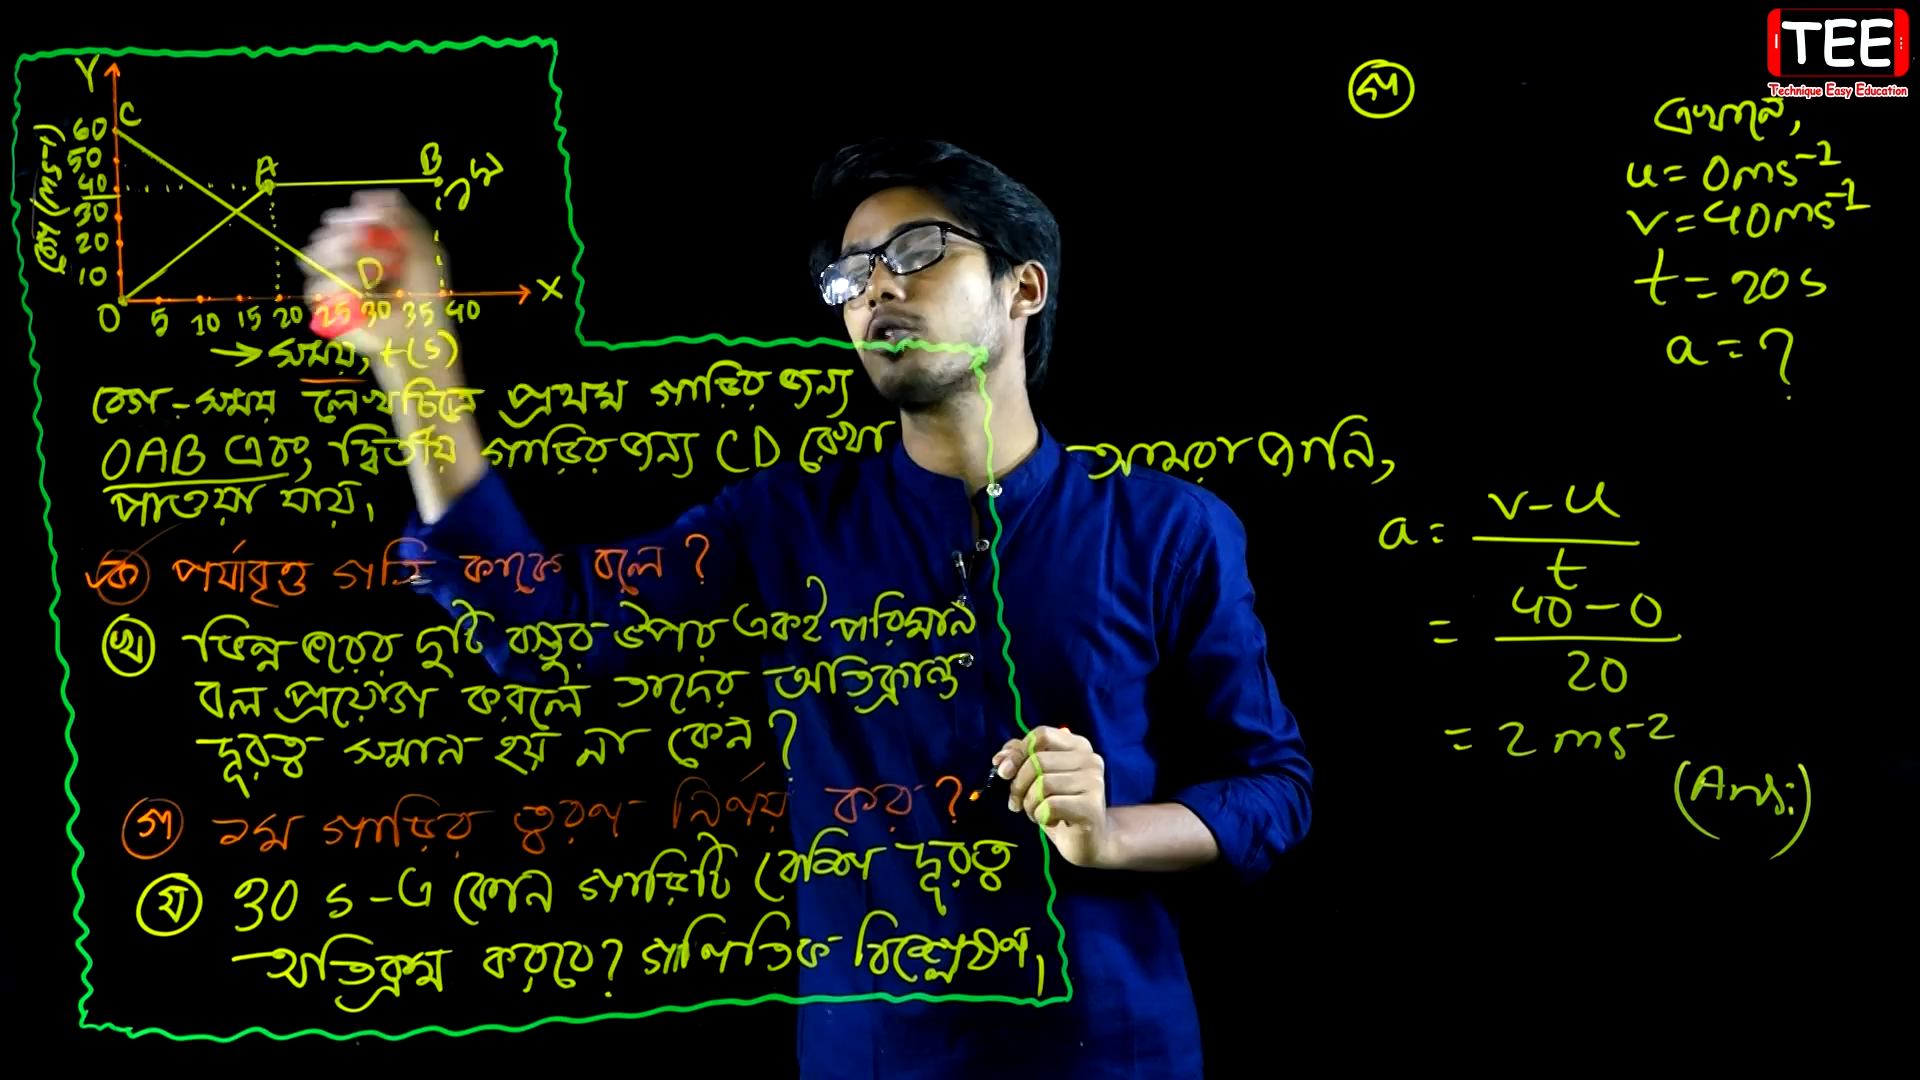 TEE
Technique Easy Education
Y
C
60
50
40
30
20
10
বেগ (ms-1)
A
B
D
X
O 5 10 15 20 25 30 35 40
→ সময়, t(s)
বেগ-সময় লেখচিত্রে প্রথম গাড়ির জন্য
OAB এবং দ্বিতীয় গাড়ির জন্য CD রেখা
পাওয়া যায়।
ক পর্যাবৃত্ত গতি কাকে বলে?
খ ভিন্ন ভরের দুটি বস্তুর উপর একই পরিমান
বল প্রয়োগ করলে তাদের অতিক্রান্ত
দূরত্ব সমান হয় না কেন?
গ ১ম গাড়ির ত্বরণ নির্ণয় কর?
ঘ 30 s-এ কোন গাড়িটি বেশি দূরত্ব
অতিক্রম করবে? গাণিতিক বিশ্লেষণ।
গ
এখানে,
u = 0ms-1
v = 40ms-1
t = 20s
a = ?
আমরা জানি,
a = v-u
t
= 40-0
20
= 2 ms-2
(Ans:)